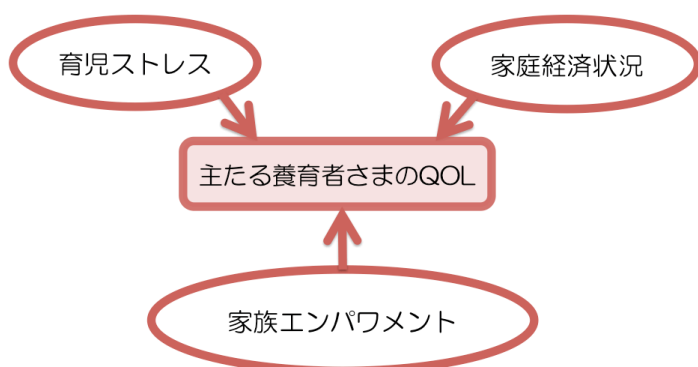 育児ストレス
家庭経済状況
主たる養育者さまのQOL
家族エンパワメント